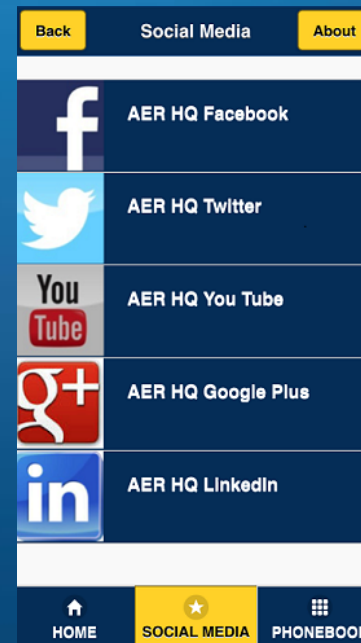 Back Social Media About
f
AER HQ Facebook
AER HQ Twitter
You
Tube
AER HQ You Tube
g+
AER HQ Google Plus
in
AER HQ LinkedIn
HOME SOCIAL MEDIA PHONEBOOK